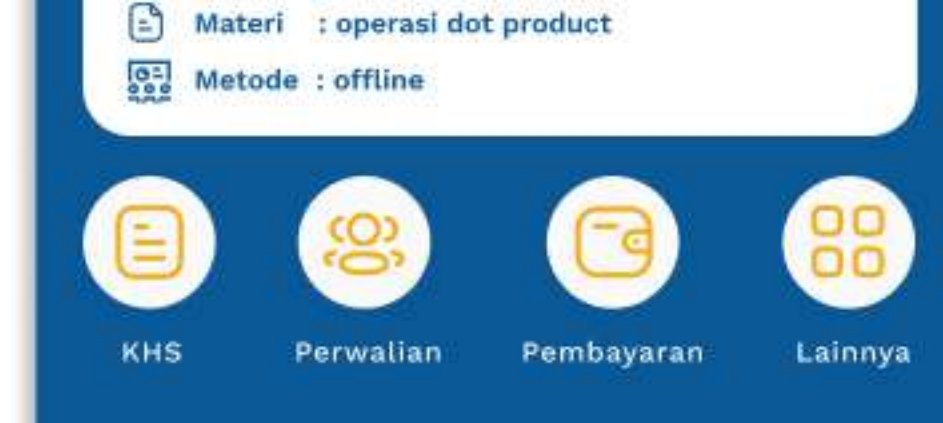 Materi : operasi dot product
Metode : offline
KHS Perwalian Pembayaran Lainnya